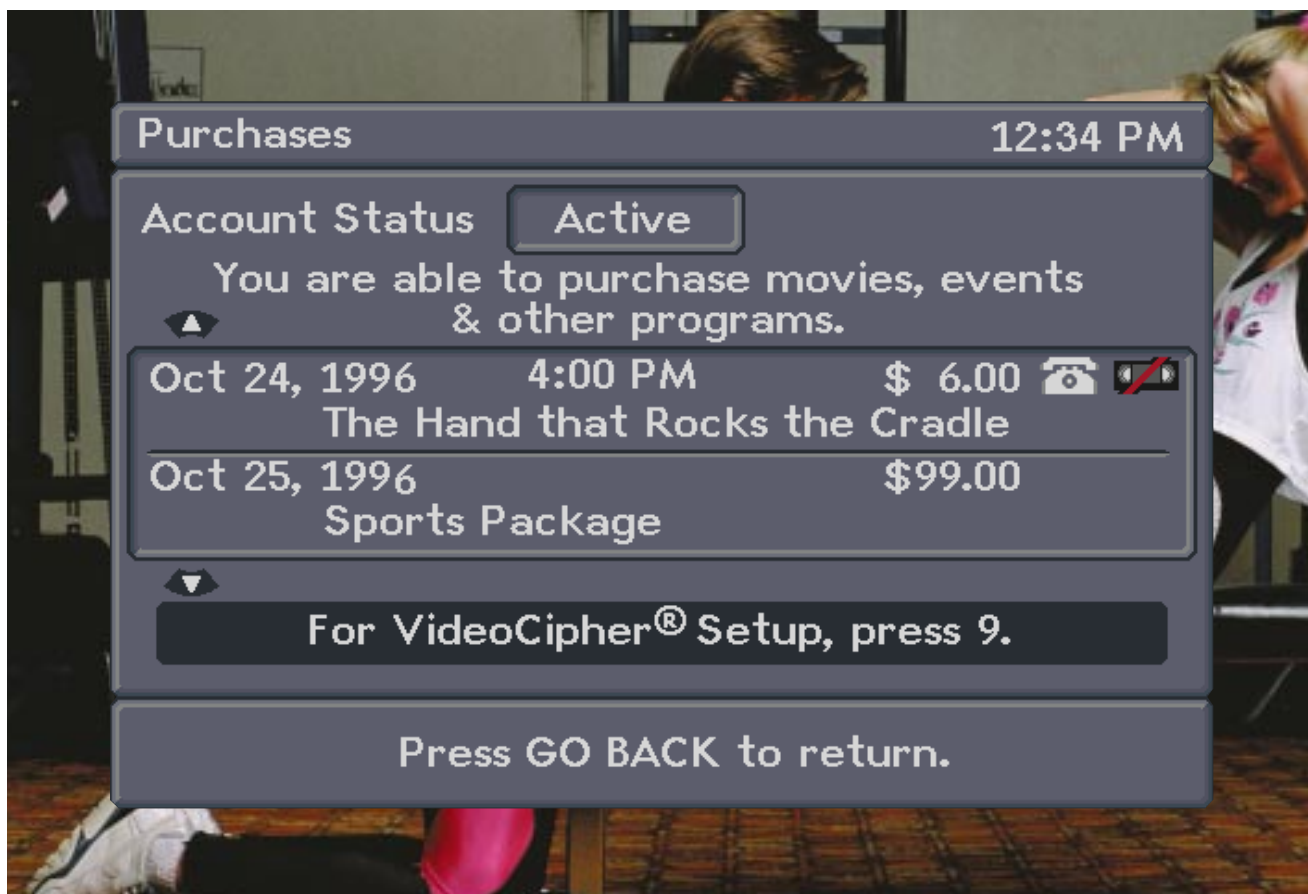 Purchases 12:34 PM
Account Status Active
You are able to purchase movies, events
& other programs.
Oct 24, 1996 4:00 PM $ 6.00
The Hand that Rocks the Cradle
Oct 25, 1996 $99.00
Sports Package
For VideoCipher® Setup, press 9.
Press GO BACK to return.